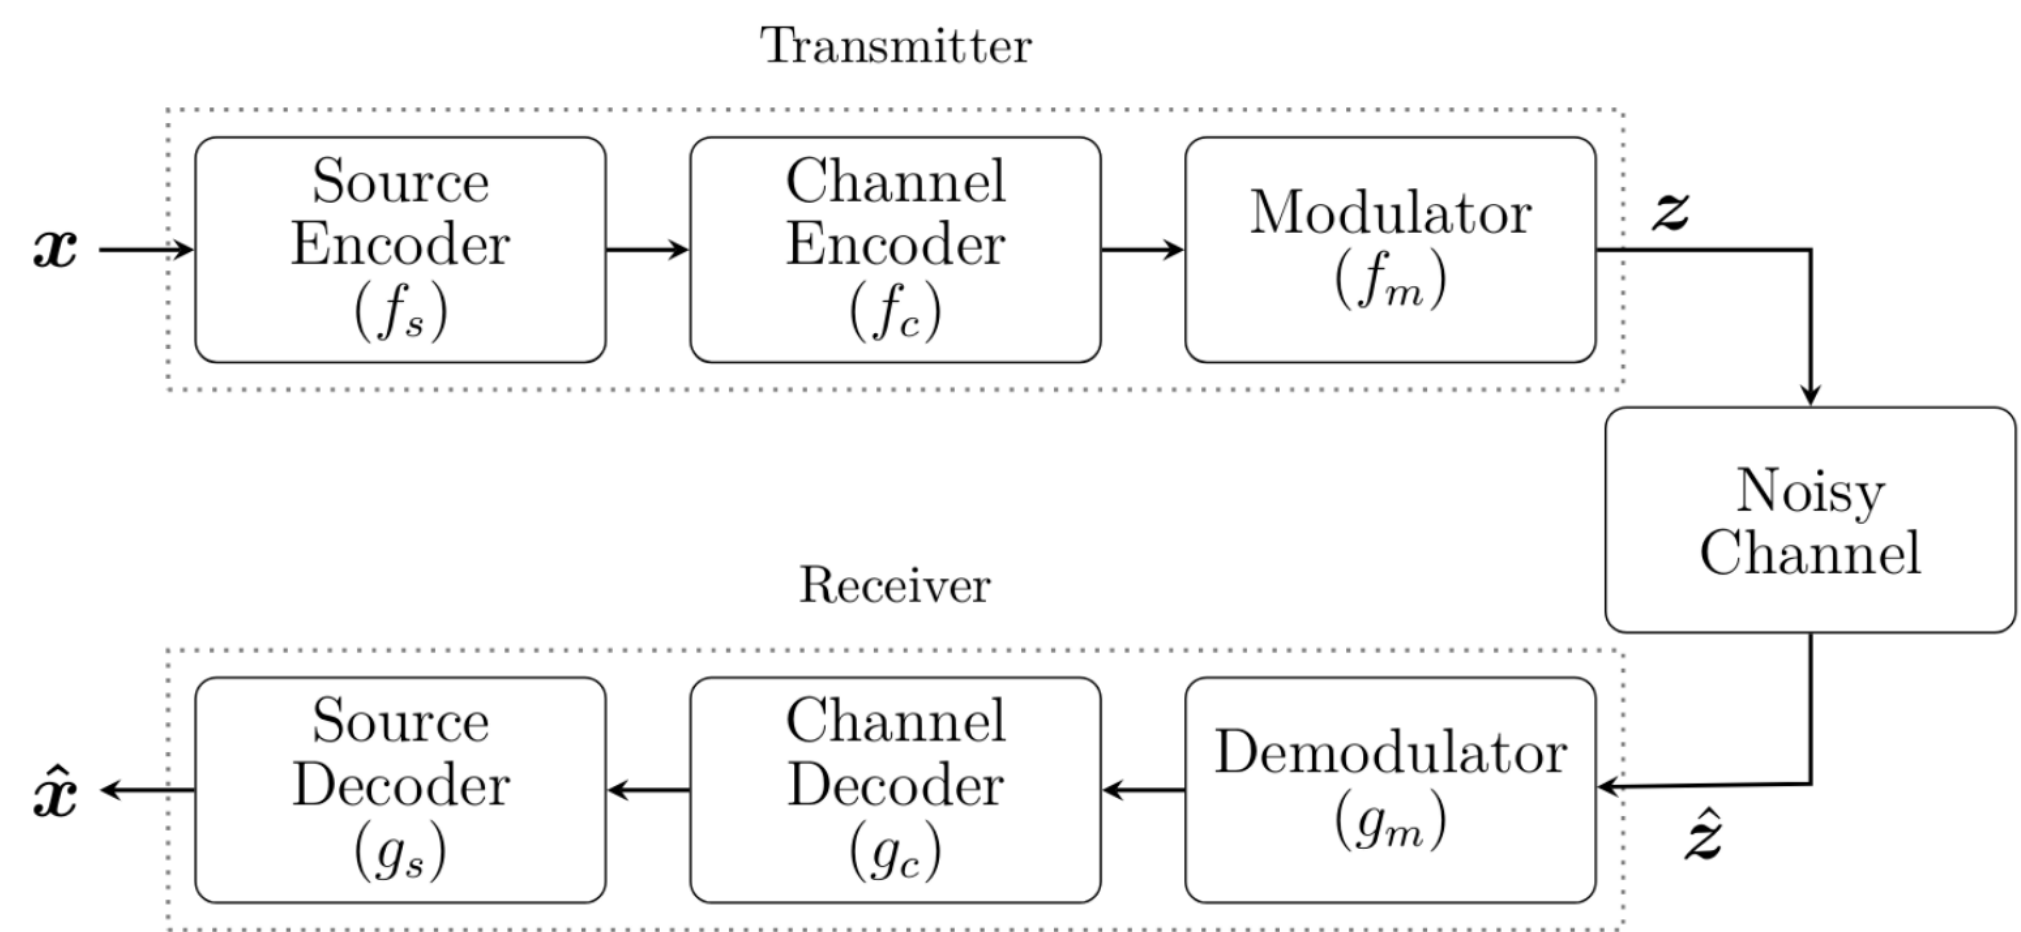 Transmitter
x
Source
Encoder
(f_s)
Channel
Encoder
(f_c)
Modulator
(f_m)
z
Noisy
Channel
Receiver
ẑ
Demodulator
(g_m)
Channel
Decoder
(g_c)
Source
Decoder
(g_s)
x̂